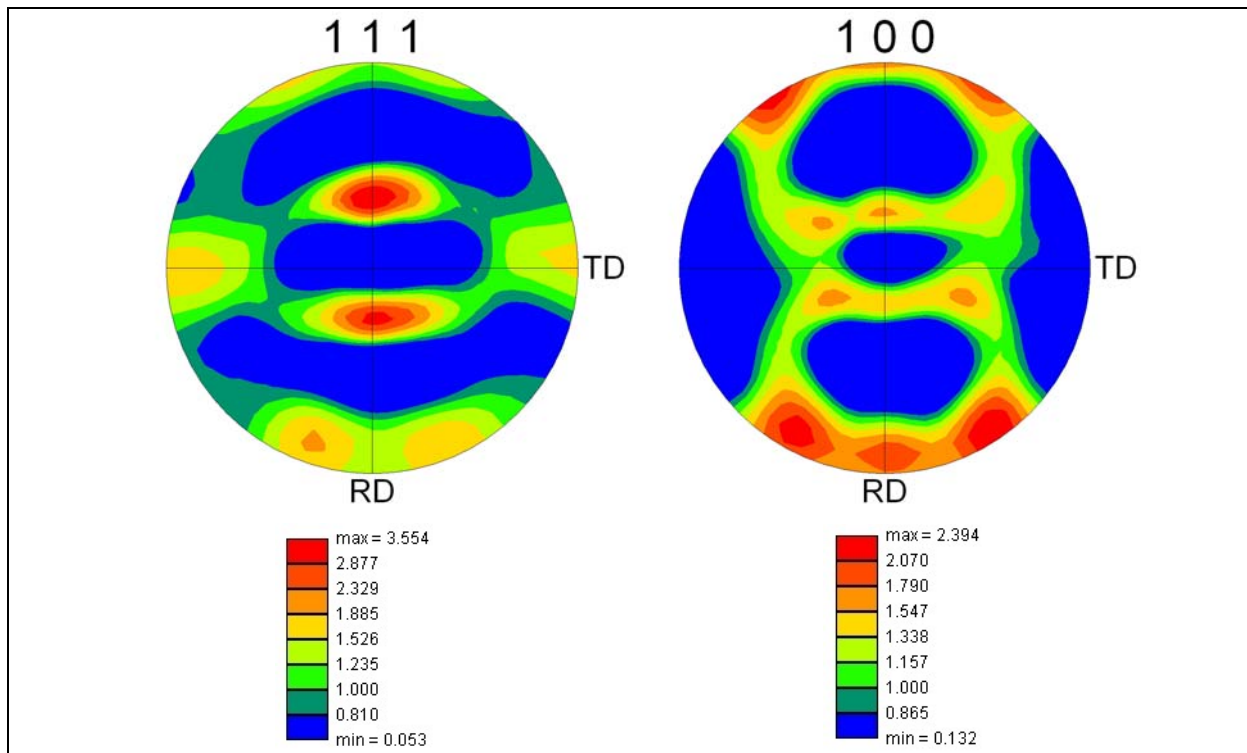 1 1 1
1 0 0
TD
TD
RD
RD
max = 3.554
2.877
2.329
1.885
1.526
1.235
1.000
0.810
min = 0.053
max = 2.394
2.070
1.790
1.547
1.338
1.157
1.000
0.865
min = 0.132